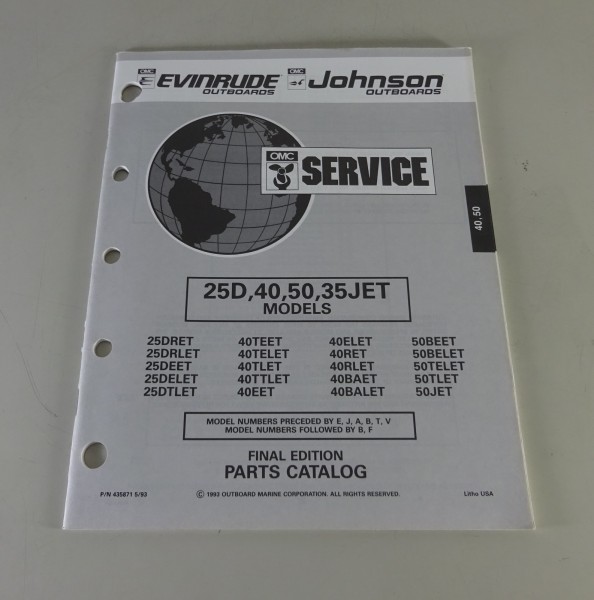 OMC EVINRUDE OMC Johnson
OUTBOARDS OUTBOARDS
OMC SERVICE
40, 50
25D,40,50,35JET
MODELS
25DRET 40TEET 40ELET 50BEET
25DRLET 40TELET 40RET 50BELET
25DEET 40TLET 40RLET 50TELET
25DELET 40TTLET 40BAET 50TLET
25DTLET 40EET 40BALET 50JET
MODEL NUMBERS PRECEDED BY E, J, A, B, T, V
MODEL NUMBERS FOLLOWED BY B, F
FINAL EDITION
PARTS CATALOG
P/N 435871 5/93 © 1993 OUTBOARD MARINE CORPORATION. ALL RIGHTS RESERVED. Litho USA